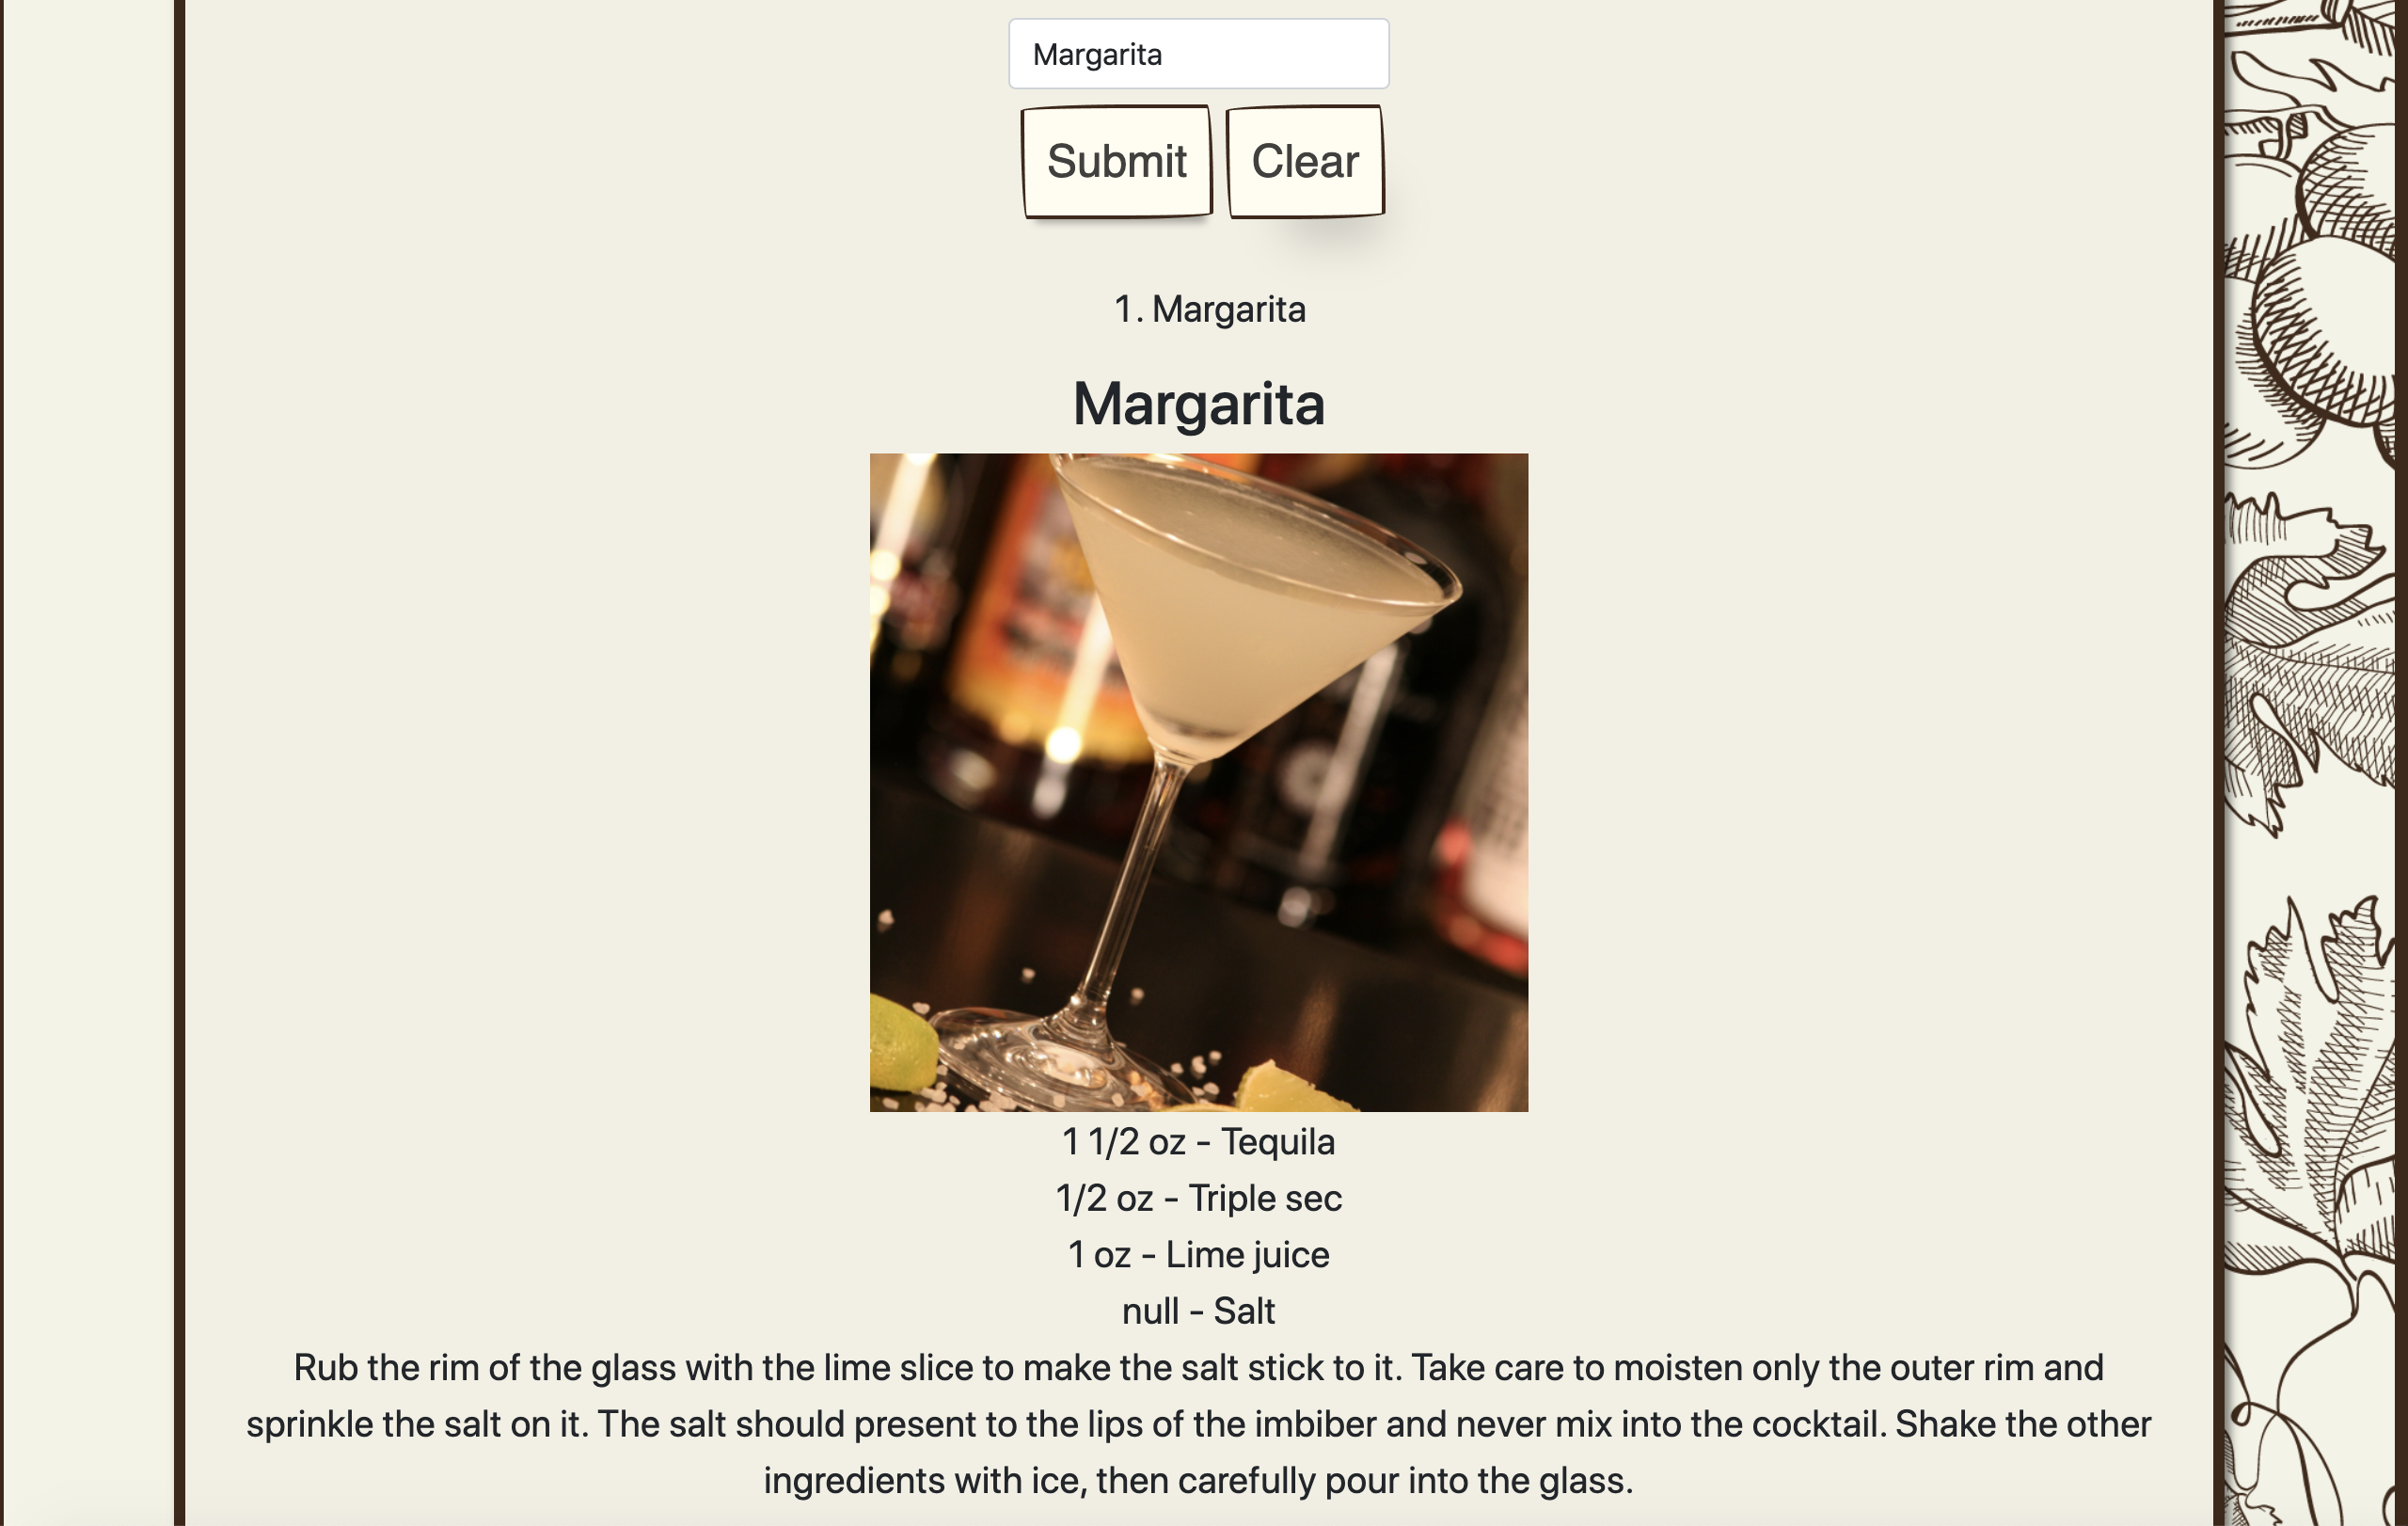 Margarita
Submit Clear
1. Margarita
Margarita
1 1/2 oz - Tequila
1/2 oz - Triple sec
1 oz - Lime juice
null - Salt
Rub the rim of the glass with the lime slice to make the salt stick to it. Take care to moisten only the outer rim and
sprinkle the salt on it. The salt should present to the lips of the imbiber and never mix into the cocktail. Shake the other
ingredients with ice, then carefully pour into the glass.